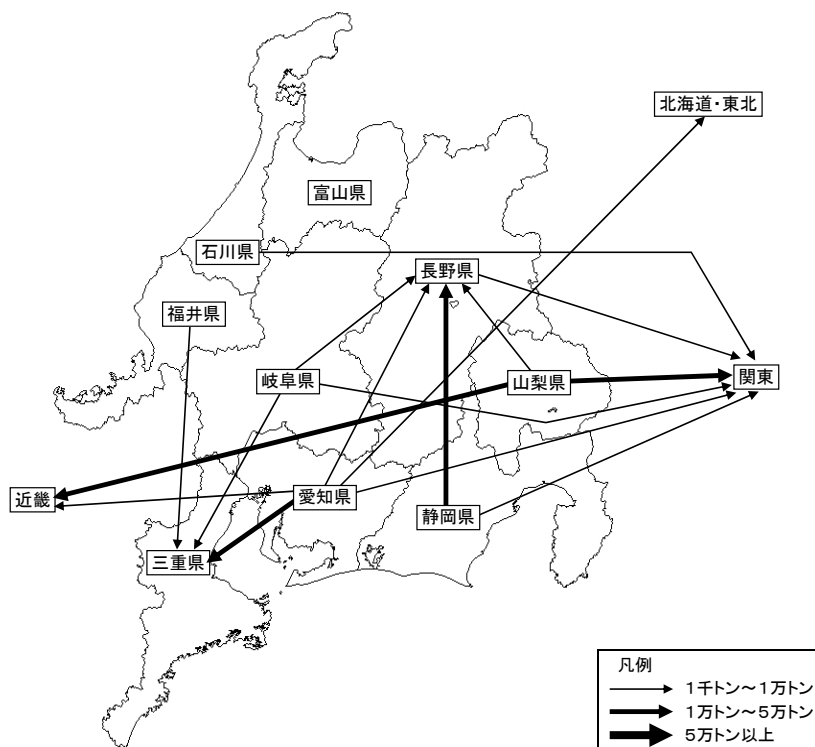 北海道・東北
富山県
石川県
長野県
福井県
岐阜県
山梨県
関東
近畿
愛知県
静岡県
三重県
凡例
1千トン～1万トン
1万トン～5万トン
5万トン以上